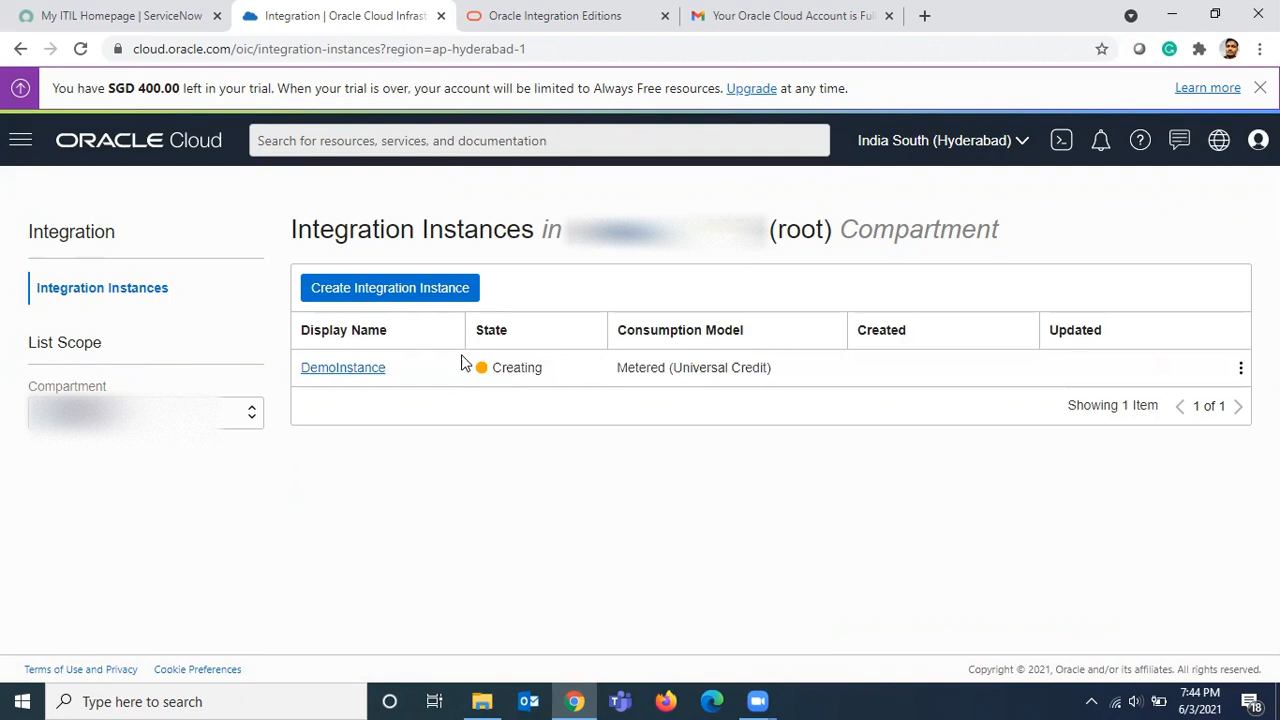 My ITIL Homepage | ServiceNow
Integration | Oracle Cloud Infrast
Oracle Integration Editions
Your Oracle Cloud Account is Full
cloud.oracle.com/oic/integration-instances?region=ap-hyderabad-1
You have SGD 400.00 left in your trial. When your trial is over, your account will be limited to Always Free resources. Upgrade at any time.
Learn more
ORACLE Cloud
Search for resources, services, and documentation
India South (Hyderabad)
Integration
Integration Instances
List Scope
Compartment
Integration Instances in (root) Compartment
Create Integration Instance
Display Name State Consumption Model Created Updated
DemoInstance Creating Metered (Universal Credit)
Showing 1 Item 1 of 1
Terms of Use and Privacy Cookie Preferences
Copyright © 2021, Oracle and/or its affiliates. All rights reserved.
Type here to search
7:44 PM
6/3/2021
18